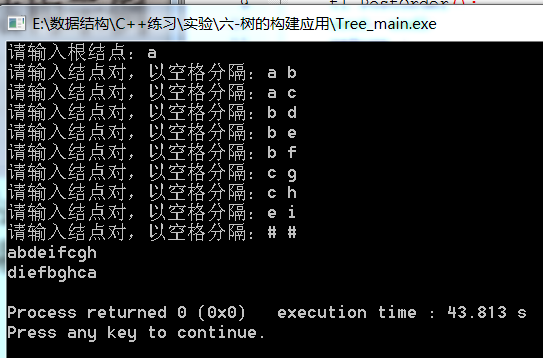 t1.PostOrder();
E:\数据结构\C++练习\实验\六-树的构建应用\Tree_main.exe
请输入根结点：a
请输入结点对，以空格分隔：a b
请输入结点对，以空格分隔：a c
请输入结点对，以空格分隔：b d
请输入结点对，以空格分隔：b e
请输入结点对，以空格分隔：b f
请输入结点对，以空格分隔：c g
请输入结点对，以空格分隔：c h
请输入结点对，以空格分隔：e i
请输入结点对，以空格分隔：# #
abdeifcgh
diefbghca
Process returned 0 (0x0)   execution time : 43.813 s
Press any key to continue.